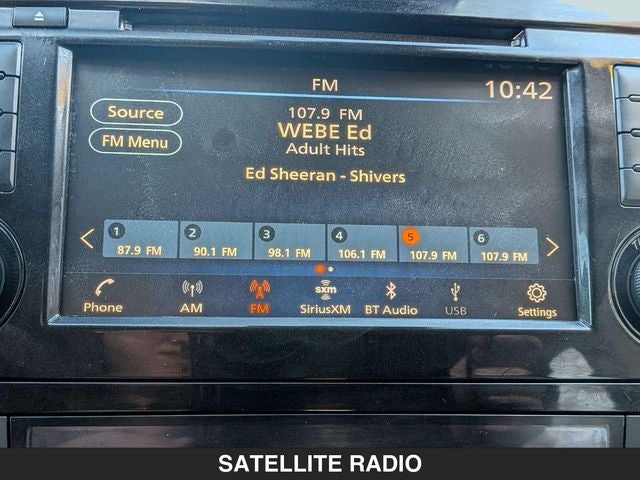 FM
10:42
Source
FM Menu
107.9 FM
WEBE Ed
Adult Hits
Ed Sheeran - Shivers
1 2 3 4 5 6
87.9 FM 90.1 FM 98.1 FM 106.1 FM 107.9 FM 107.9 FM
sxm
Phone AM FM SiriusXM BT Audio USB Settings
SATELLITE RADIO